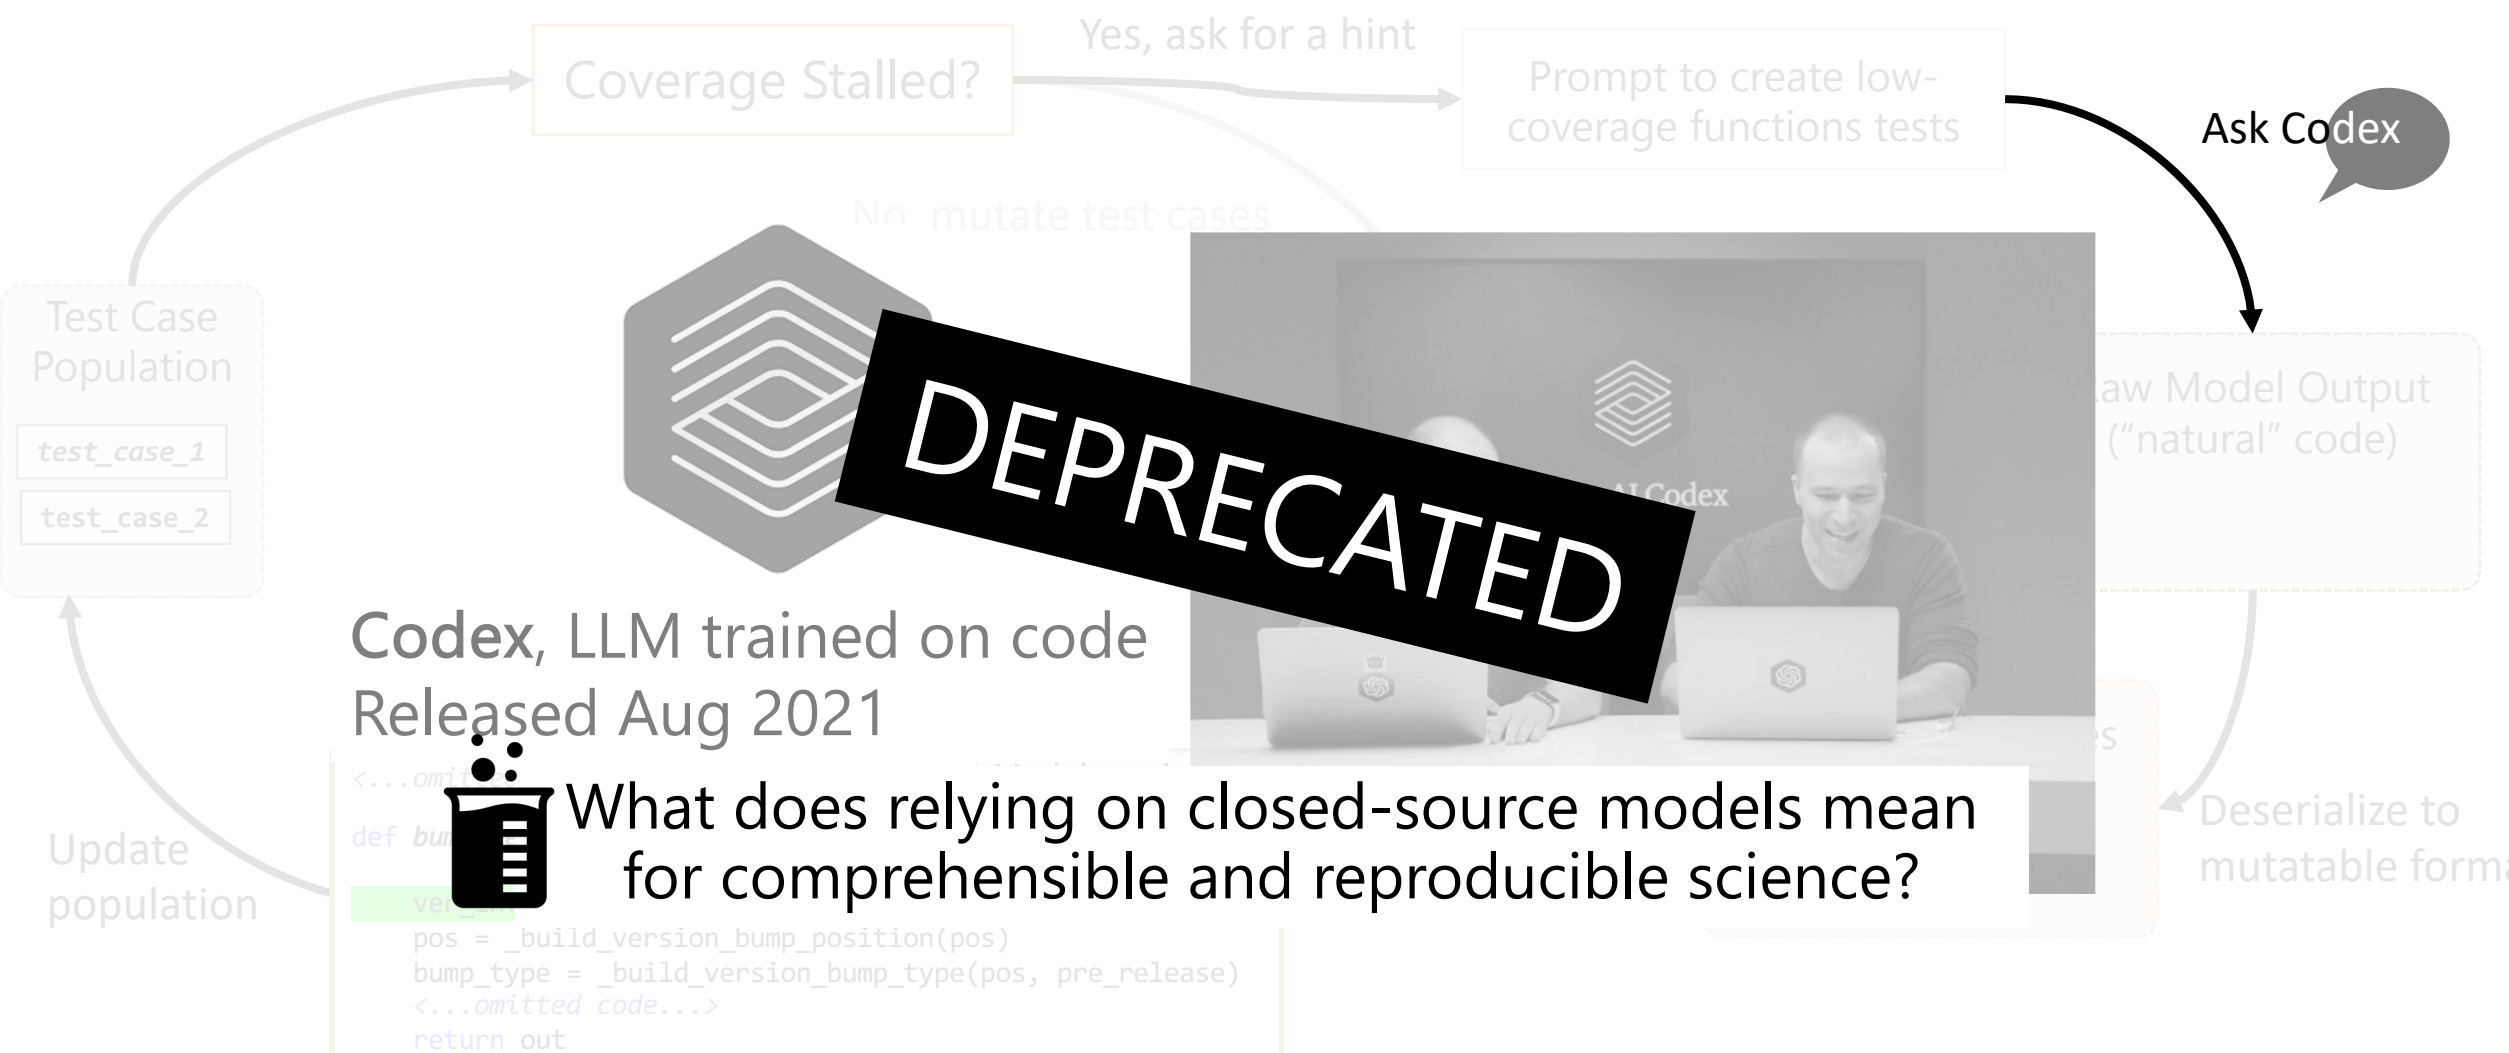 Yes, ask for a hint
Coverage Stalled?
Prompt to create low-
coverage functions tests
Ask Codex
No mutate test cases
Test Case
Population
test_case_1
test_case_2
DEPRECATED
AI Codex
Raw Model Output
(“natural” code)
Codex, LLM trained on code
Released Aug 2021
What does relying on closed-source models mean
for comprehensible and reproducible science?
Update
population
Deserialize to
def
pos = _build_version_bump_position(pos)
bump_type = _build_version_bump_type(pos, pre_release)
<...omitted code...>
return out
mutatable